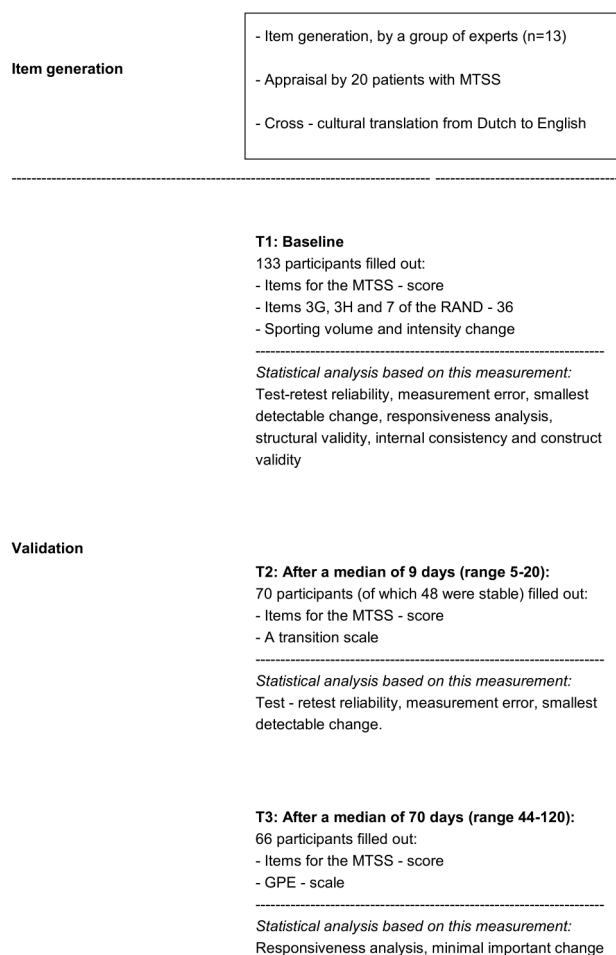 - Item generation, by a group of experts (n=13)
Item generation
- Appraisal by 20 patients with MTSS
- Cross - cultural translation from Dutch to English
T1: Baseline
133 participants filled out:
- Items for the MTSS - score
- Items 3G, 3H and 7 of the RAND - 36
- Sporting volume and intensity change
Statistical analysis based on this measurement:
Test-retest reliability, measurement error, smallest
detectable change, responsiveness analysis,
structural validity, internal consistency and construct
validity
Validation
T2: After a median of 9 days (range 5-20):
70 participants (of which 48 were stable) filled out:
- Items for the MTSS - score
- A transition scale
Statistical analysis based on this measurement:
Test - retest reliability, measurement error, smallest
detectable change.
T3: After a median of 70 days (range 44-120):
66 participants filled out:
- Items for the MTSS - score
- GPE - scale
Statistical analysis based on this measurement:
Responsiveness analysis, minimal important change